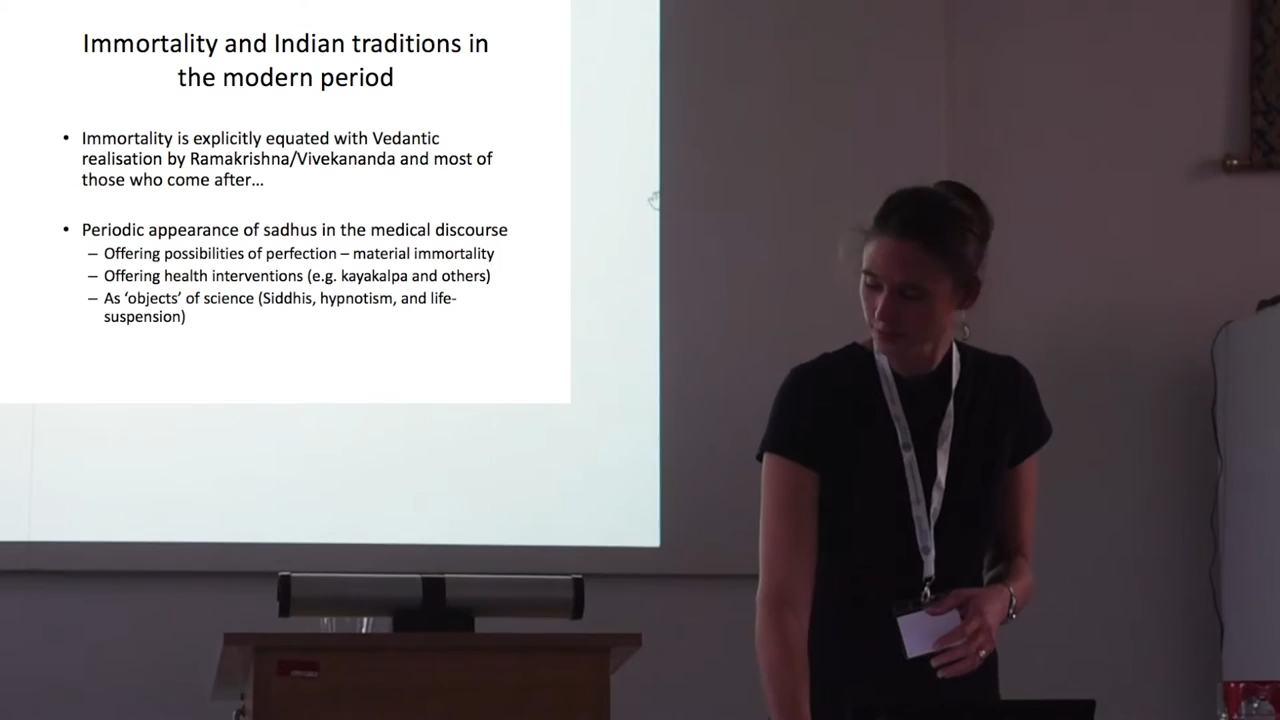 Immortality and Indian traditions in
the modern period
• Immortality is explicitly equated with Vedantic
realisation by Ramakrishna/Vivekananda and most of
those who come after…
• Periodic appearance of sadhus in the medical discourse
– Offering possibilities of perfection – material immortality
– Offering health interventions (e.g. kayakalpa and others)
– As ‘objects’ of science (Siddhis, hypnotism, and life-
suspension)